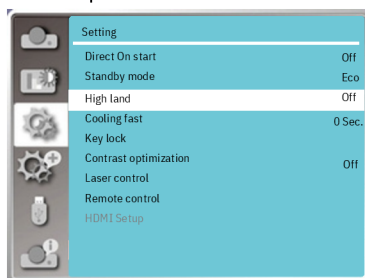 Setting
Direct On start Off
Standby mode Eco
High land Off
Cooling fast 0 Sec.
Key lock
Contrast optimization Off
Laser control
Remote control
HDMI Setup